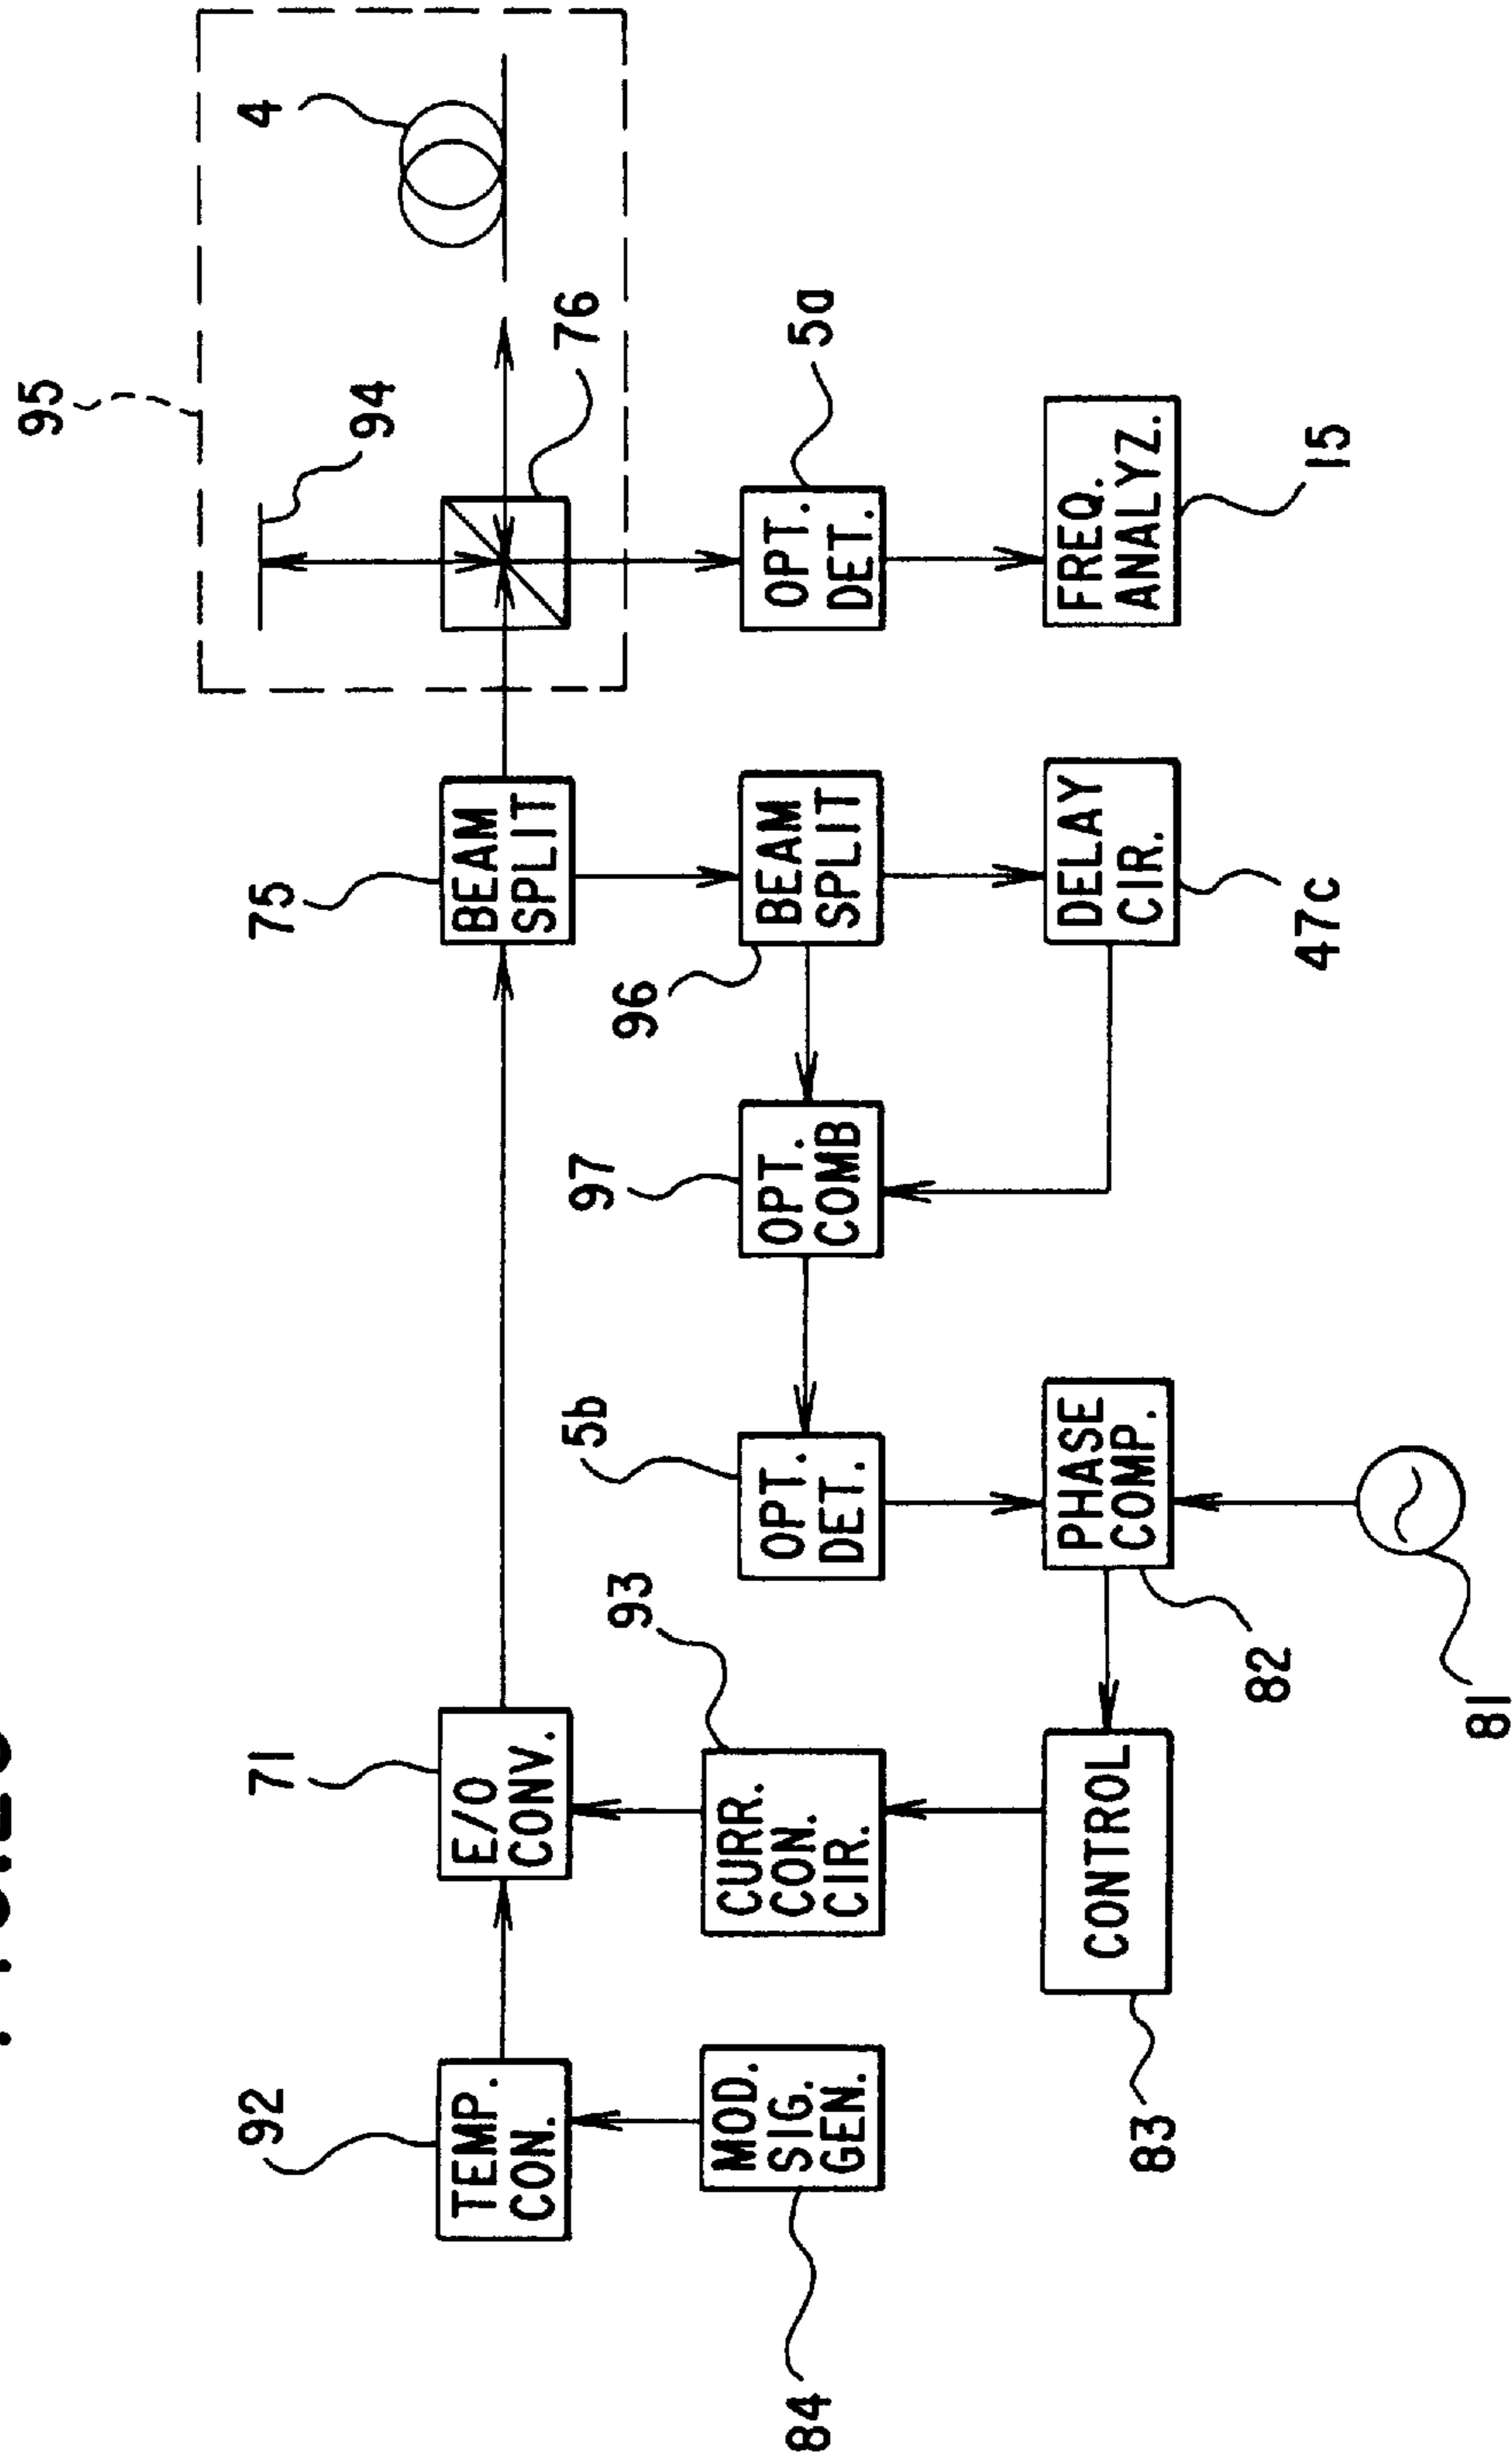 95
4
94
76
75
BEAM
SPLIT
71
E/O
CONV.
92
TEMP.
CON.
5a
OPT.
DET.
96
BEAM
SPLIT
97
OPT.
COMB
5b
OPT.
DET.
93
CURR.
CON.
CIR.
MOD.
SIG.
GEN.
84
FREQ.
ANALYZ.
15
DELAY
CIR.
47c
PHASE
COMP.
82
81
CONTROL
83